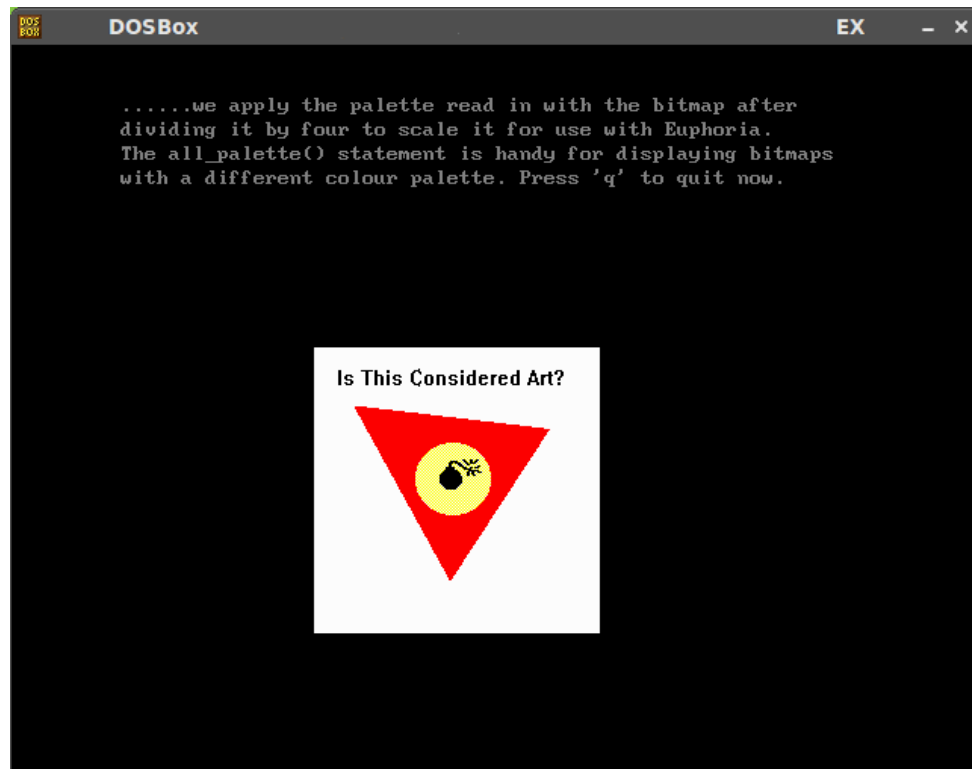 DOS
BOX
DOSBox EX
......we apply the palette read in with the bitmap after
dividing it by four to scale it for use with Euphoria.
The all_palette() statement is handy for displaying bitmaps
with a different colour palette. Press 'q' to quit now.
Is This Considered Art?